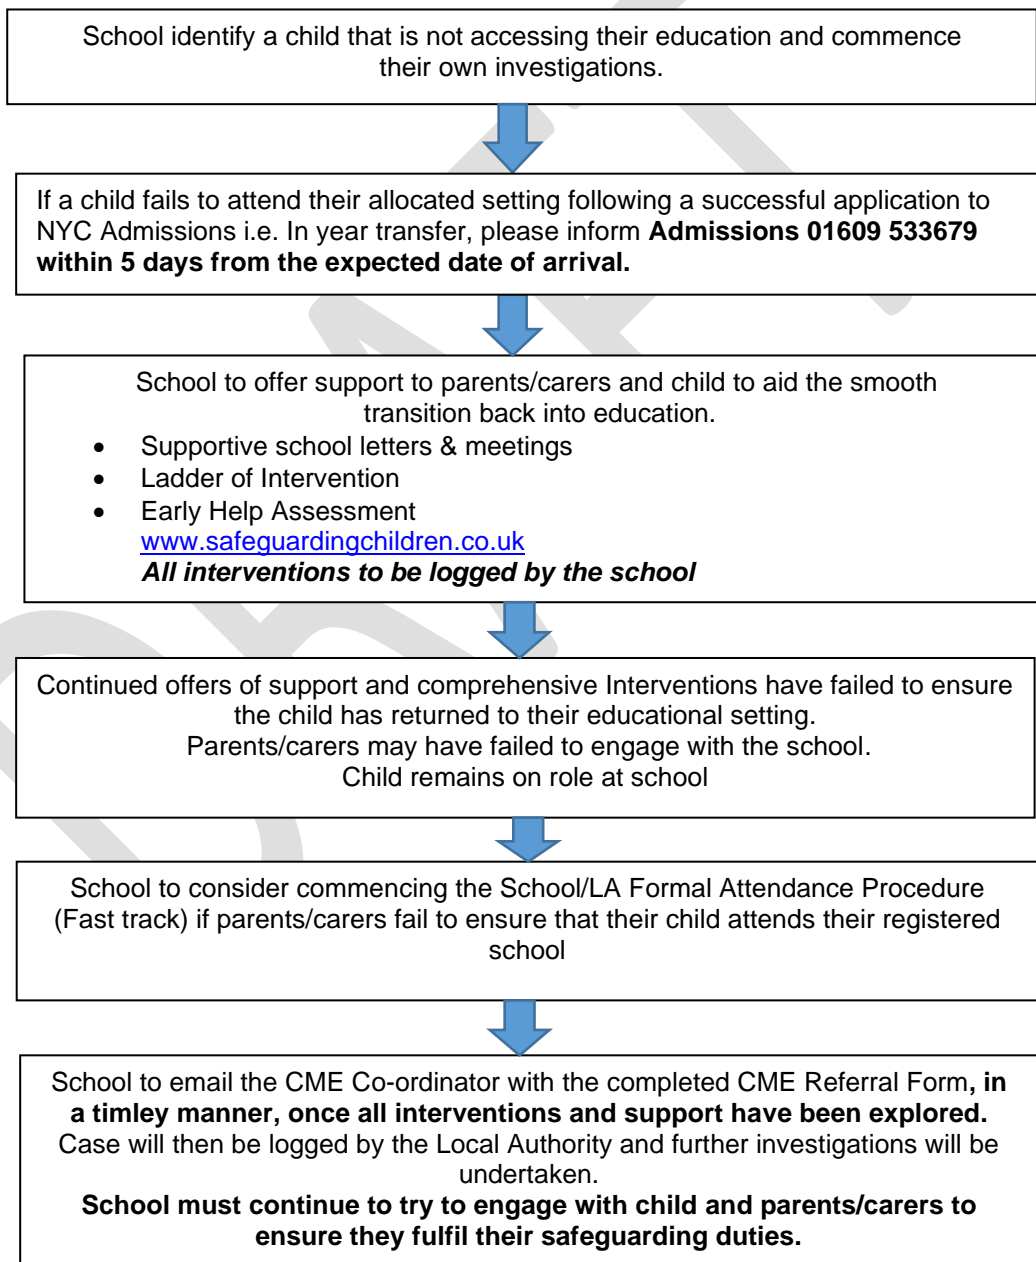 School identify a child that is not accessing their education and commence
their own investigations.
If a child fails to attend their allocated setting following a successful application to
NYC Admissions i.e. In year transfer, please inform Admissions 01609 533679
within 5 days from the expected date of arrival.
School to offer support to parents/carers and child to aid the smooth
transition back into education.
• Supportive school letters & meetings
• Ladder of Intervention
• Early Help Assessment
www.safeguardingchildren.co.uk
All interventions to be logged by the school
Continued offers of support and comprehensive Interventions have failed to ensure
the child has returned to their educational setting.
Parents/carers may have failed to engage with the school.
Child remains on role at school
School to consider commencing the School/LA Formal Attendance Procedure
(Fast track) if parents/carers fail to ensure that their child attends their registered
school
School to email the CME Co-ordinator with the completed CME Referral Form, in
a timley manner, once all interventions and support have been explored.
Case will then be logged by the Local Authority and further investigations will be
undertaken.
School must continue to try to engage with child and parents/carers to
ensure they fulfil their safeguarding duties.
DRAFT